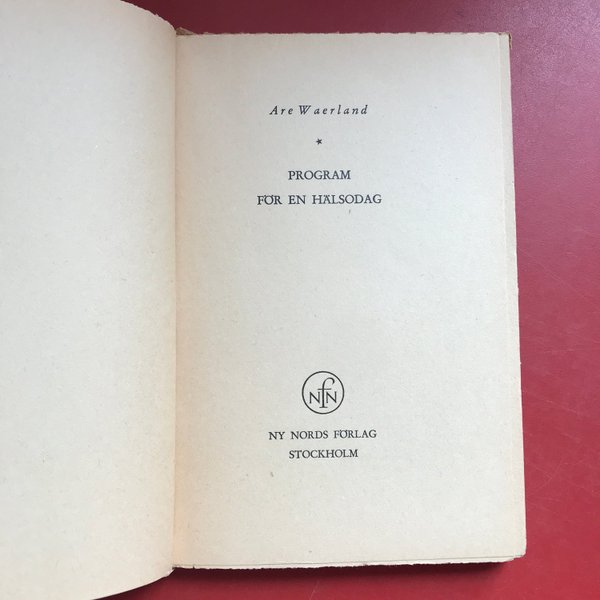 Are Waerland
*
PROGRAM
FÖR EN HÄLSODAG
NfN
NY NORDS FÖRLAG
STOCKHOLM